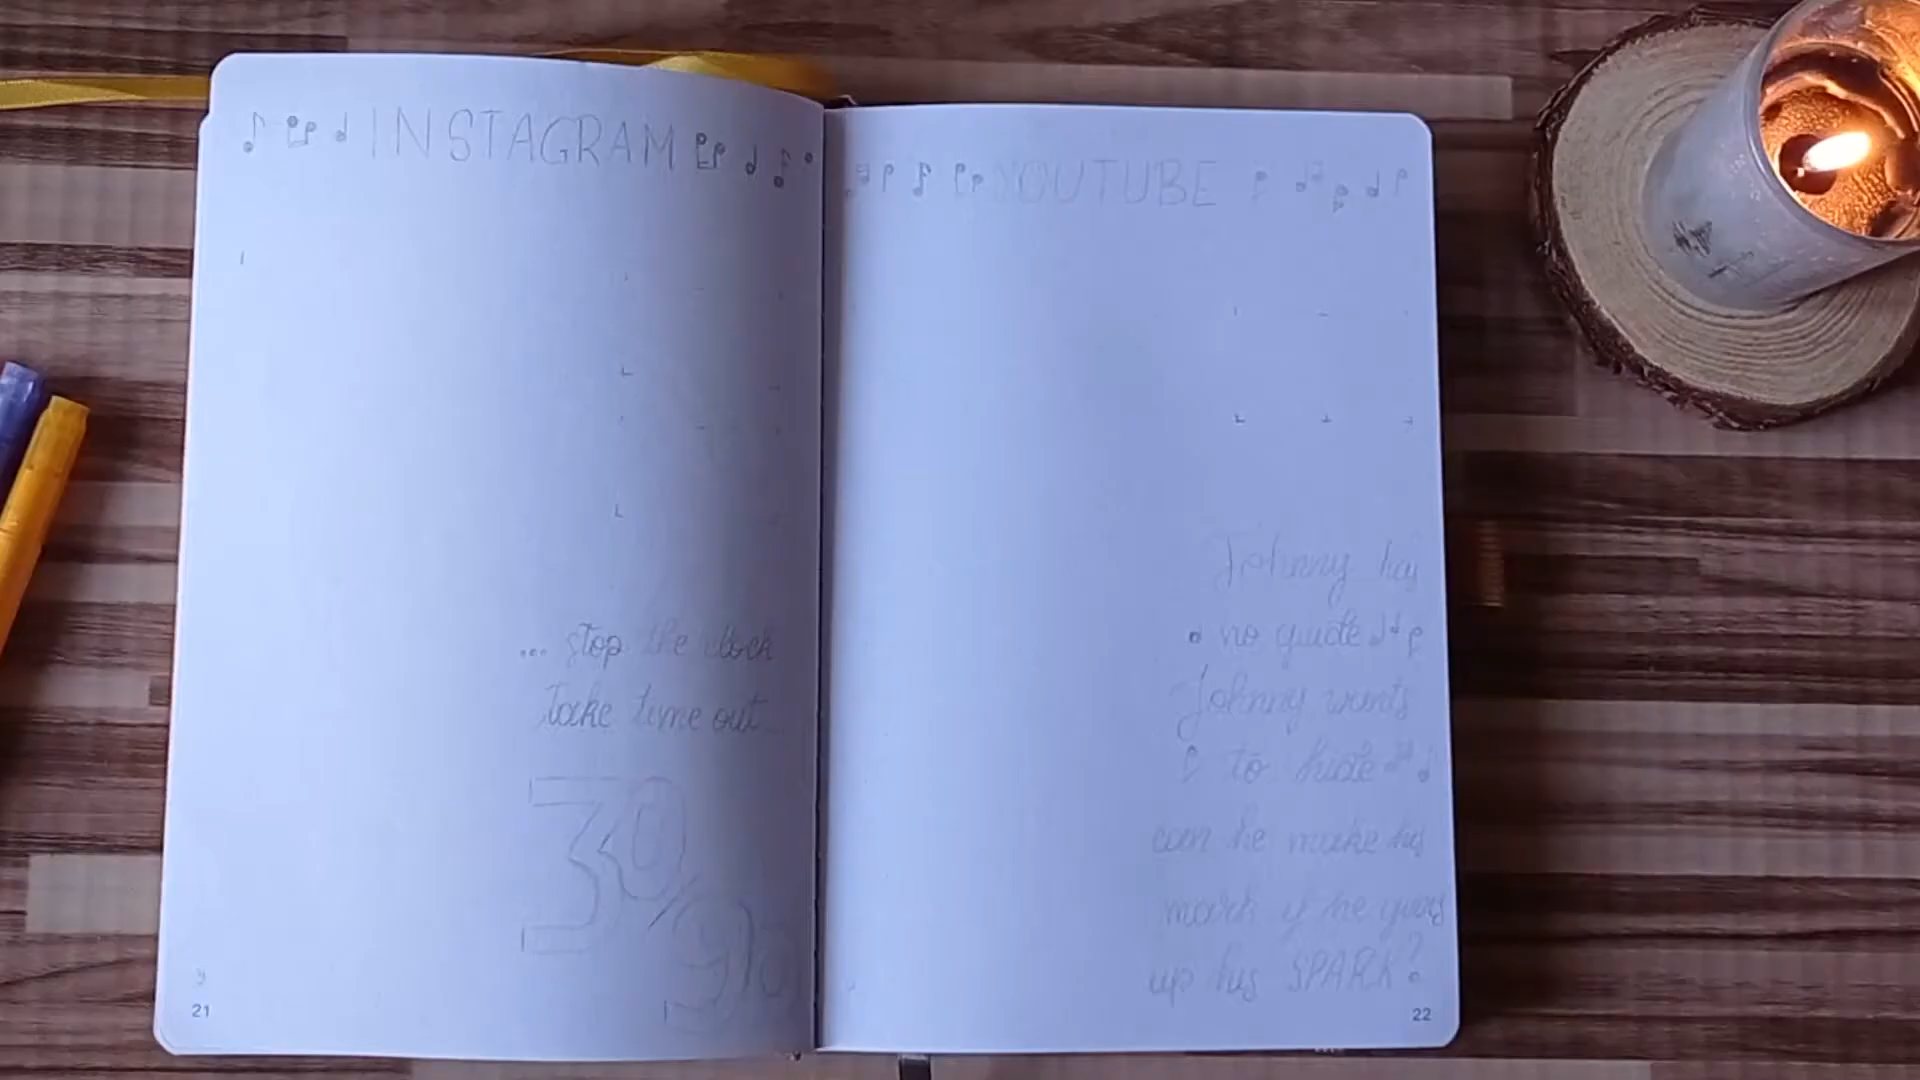 INSTAGRAM
... stop the clock
take time out...
30/90
21
YOUTUBE
Johnny has
no guide
Johnny wants
to hide
can he make his
mark if he gives
up his SPARK?
22